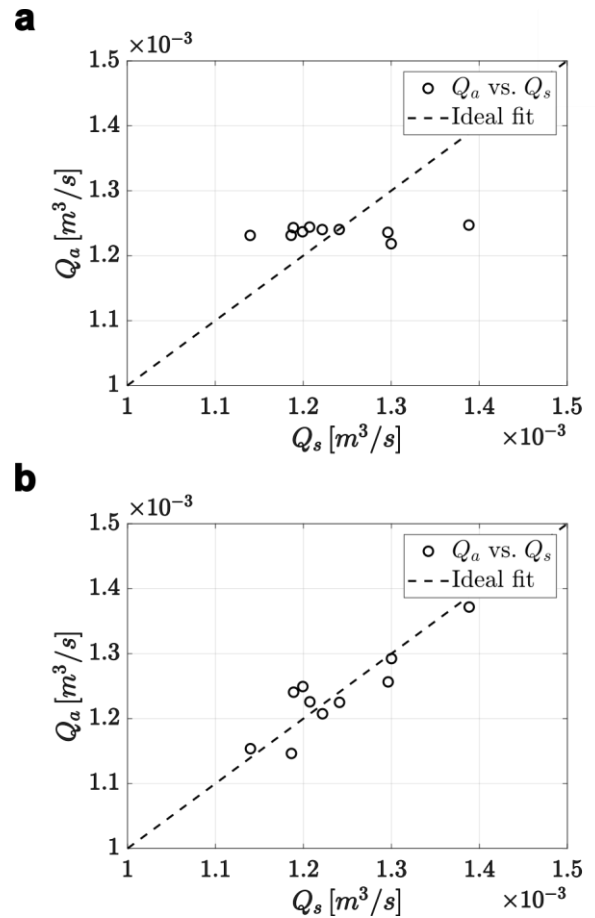 a
×10⁻³
1.5
1.4
1.3
1.2
1.1
1
Qₐ [m³/s]
Qₐ vs. Qₛ
Ideal fit
1 1.1 1.2 1.3 1.4 1.5
Qₛ [m³/s] ×10⁻³
b
×10⁻³
1.5
1.4
1.3
1.2
1.1
1
Qₐ [m³/s]
Qₐ vs. Qₛ
Ideal fit
1 1.1 1.2 1.3 1.4 1.5
Qₛ [m³/s] ×10⁻³